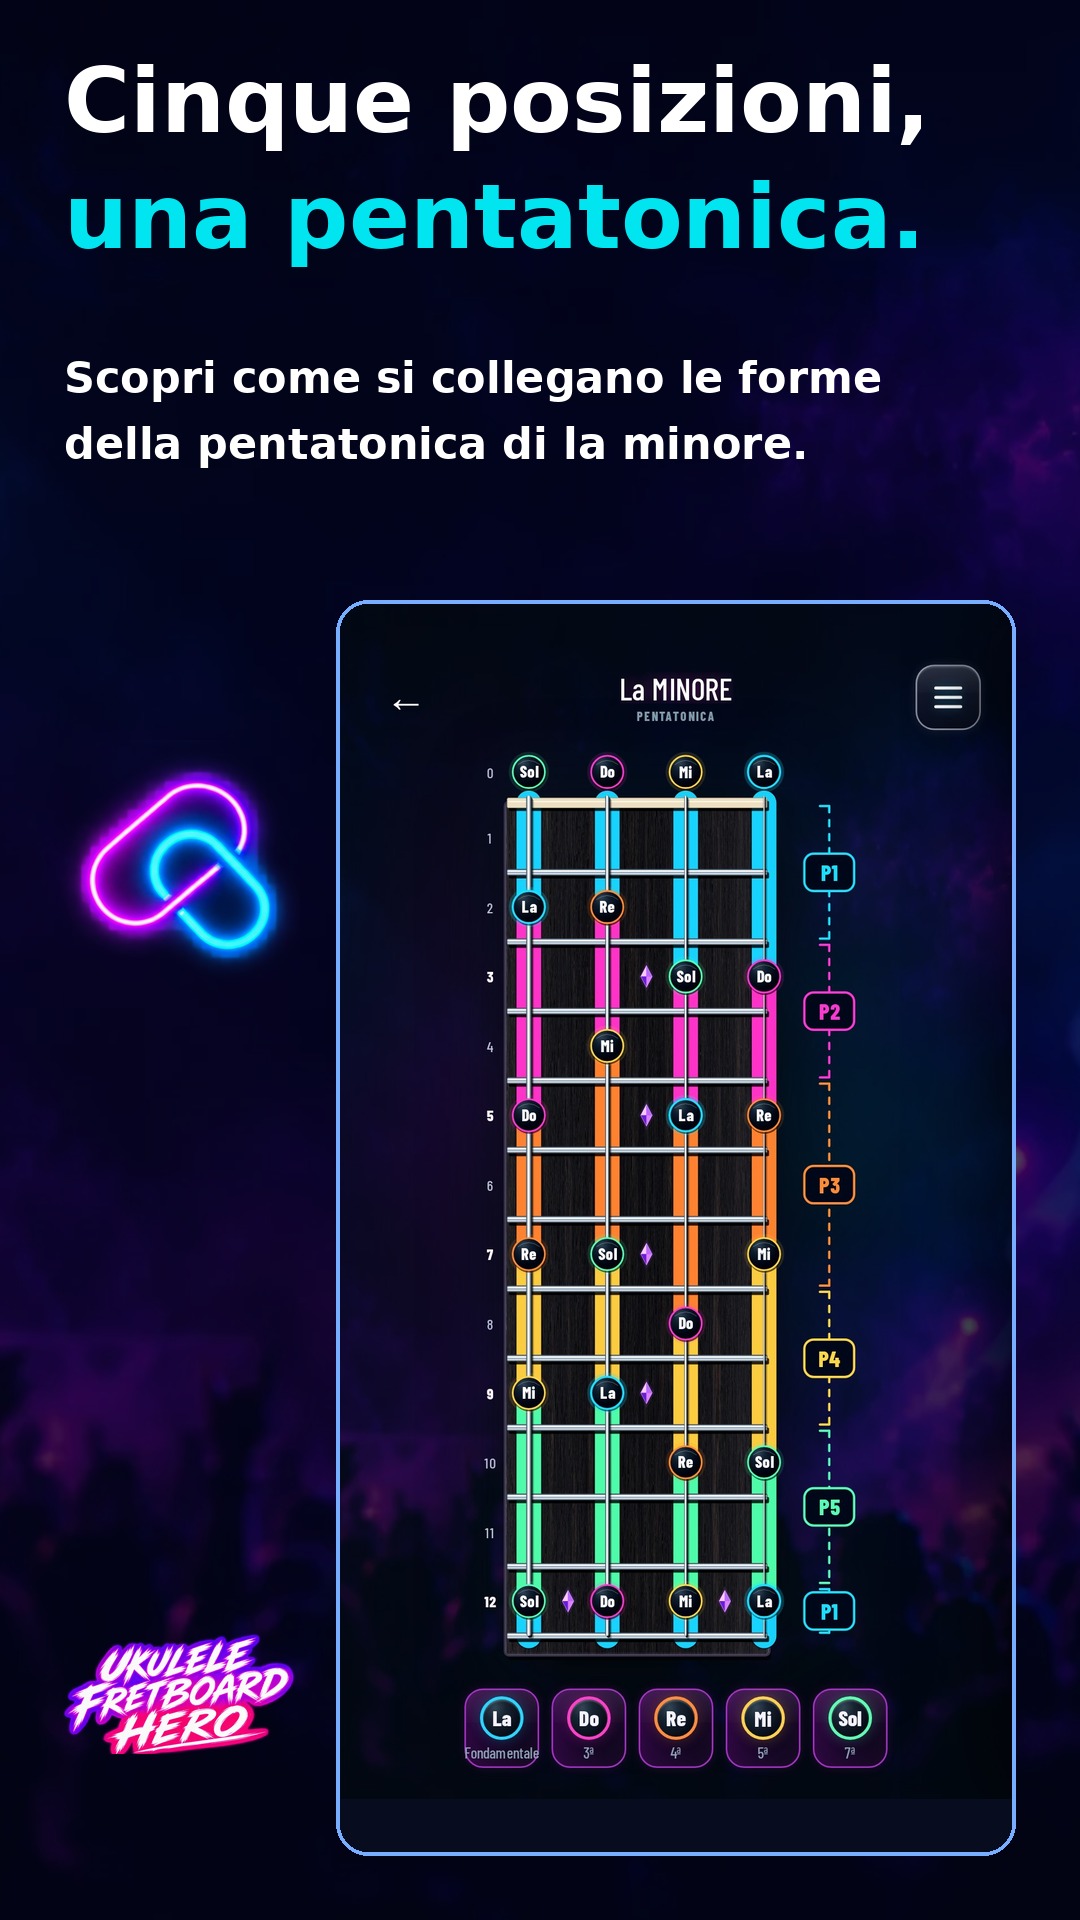 Cinque posizioni,
una pentatonica.
Scopri come si collegano le forme
della pentatonica di la minore.
←
La MINORE
PENTATONICA
0 Sol Do Mi La
1
P1
2 La Re
3 Sol Do
P2
4 Mi
5 Do La Re
6
P3
7 Re Sol Mi
8 Do
P4
9 Mi La
10 Re Sol
P5
11
12 Sol Do Mi La
P1
UKULELE
FRETBOARD
HERO
La Do Re Mi Sol
Fondamentale 3ª 4ª 5ª 7ª